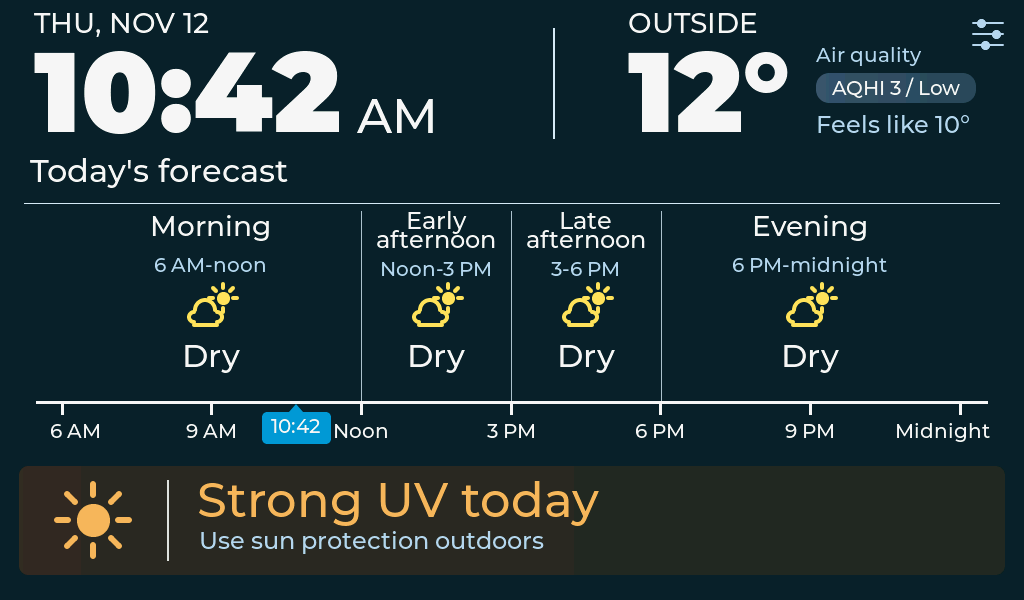 THU, NOV 12
10:42 AM
OUTSIDE
12°
Air quality
AQHI 3 / Low
Feels like 10°
Today's forecast
Morning
6 AM-noon
Dry
Early
afternoon
Noon-3 PM
Dry
Late
afternoon
3-6 PM
Dry
Evening
6 PM-midnight
Dry
6 AM
9 AM
10:42
Noon
3 PM
6 PM
9 PM
Midnight
Strong UV today
Use sun protection outdoors